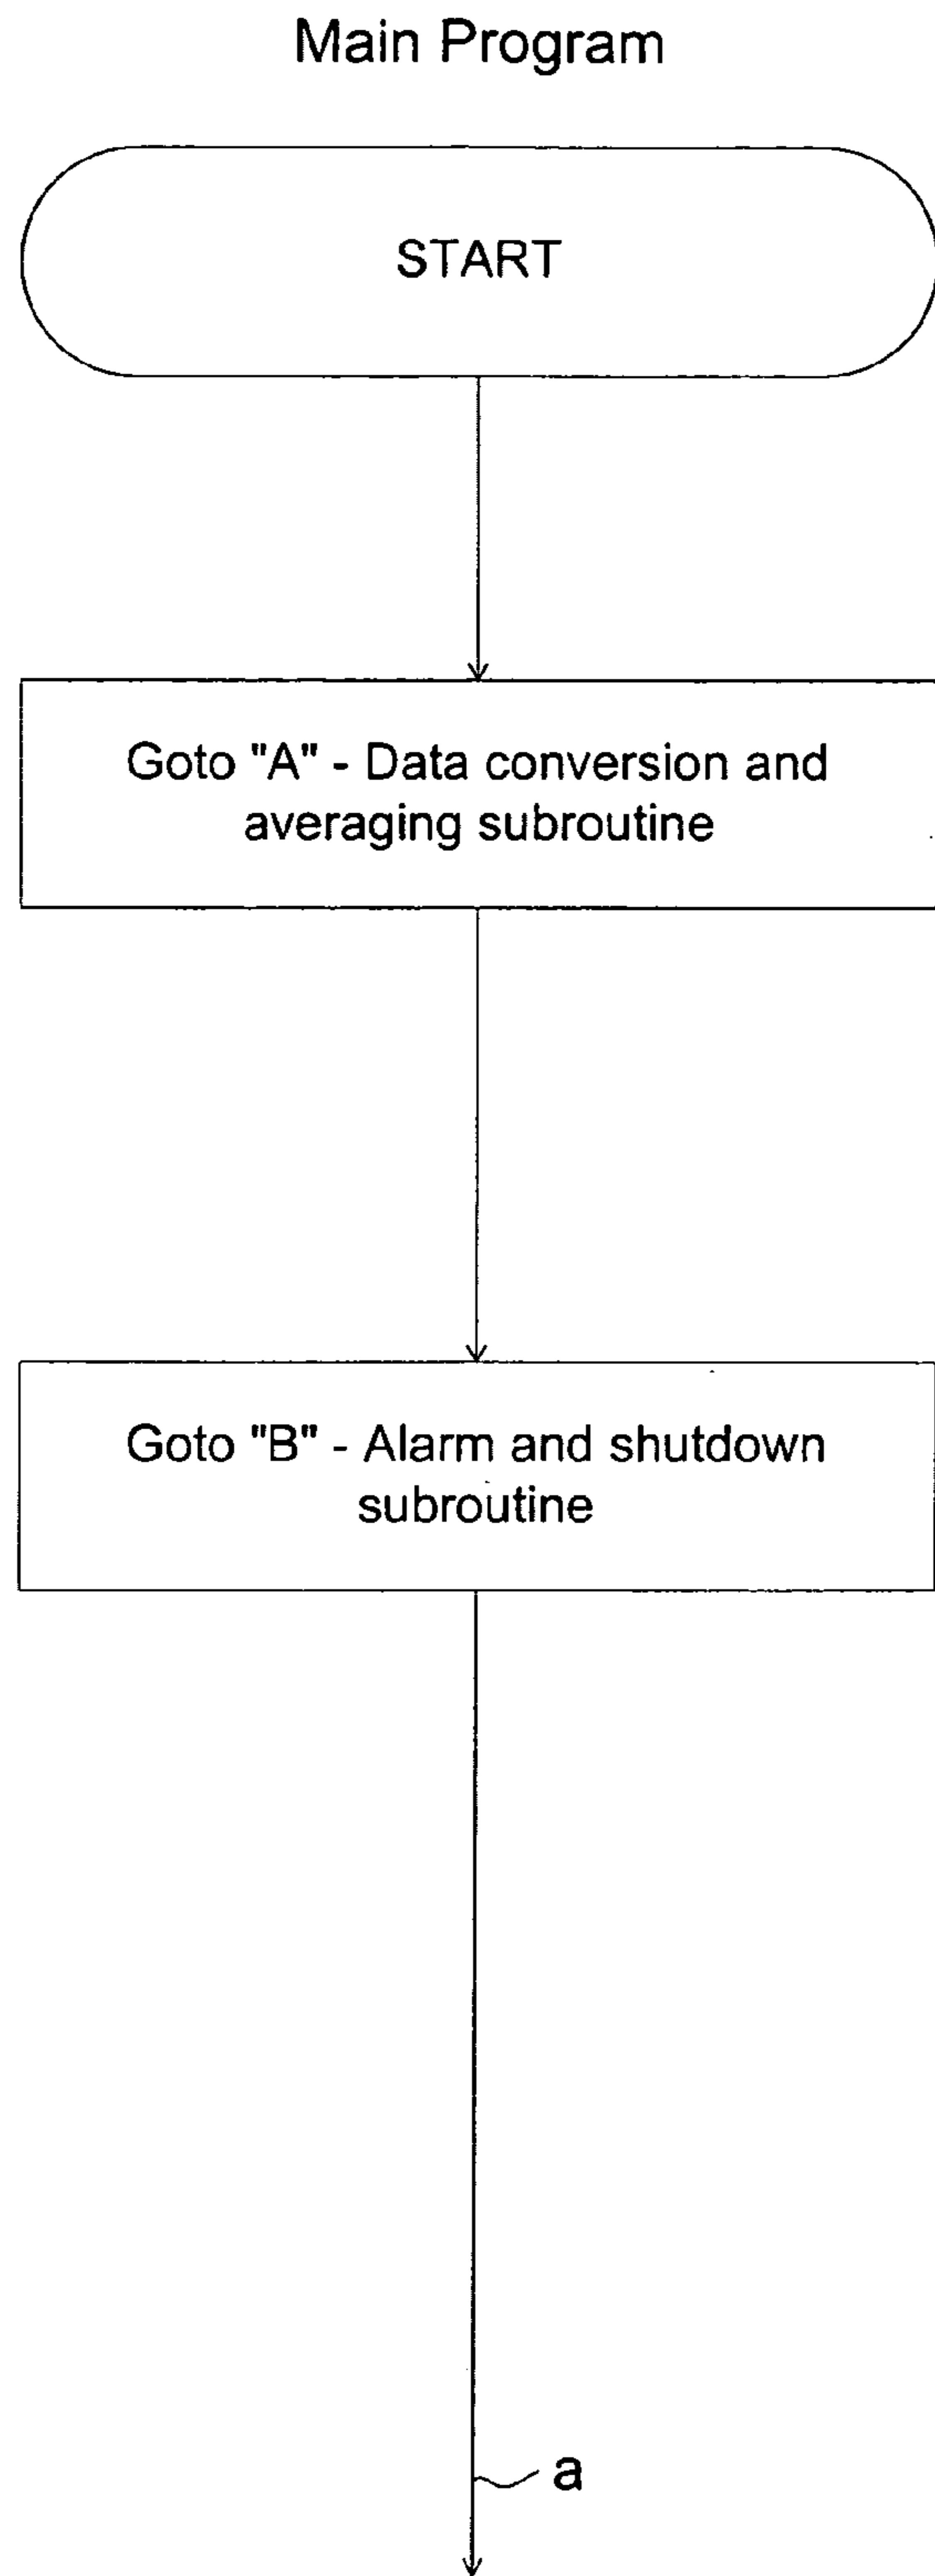 Main Program
START
Goto "A" - Data conversion and
averaging subroutine
Goto "B" - Alarm and shutdown
subroutine
a